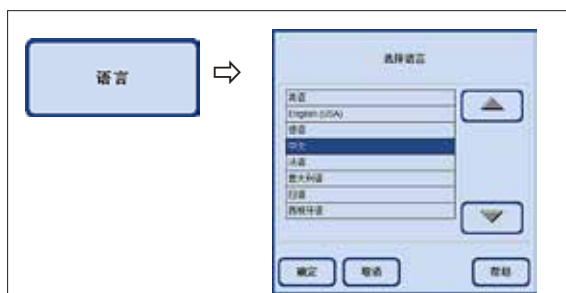 语言
选择语言
英语
English (USA)
德语
中文
法语
意大利语
日语
西班牙语
确定
取消
帮助